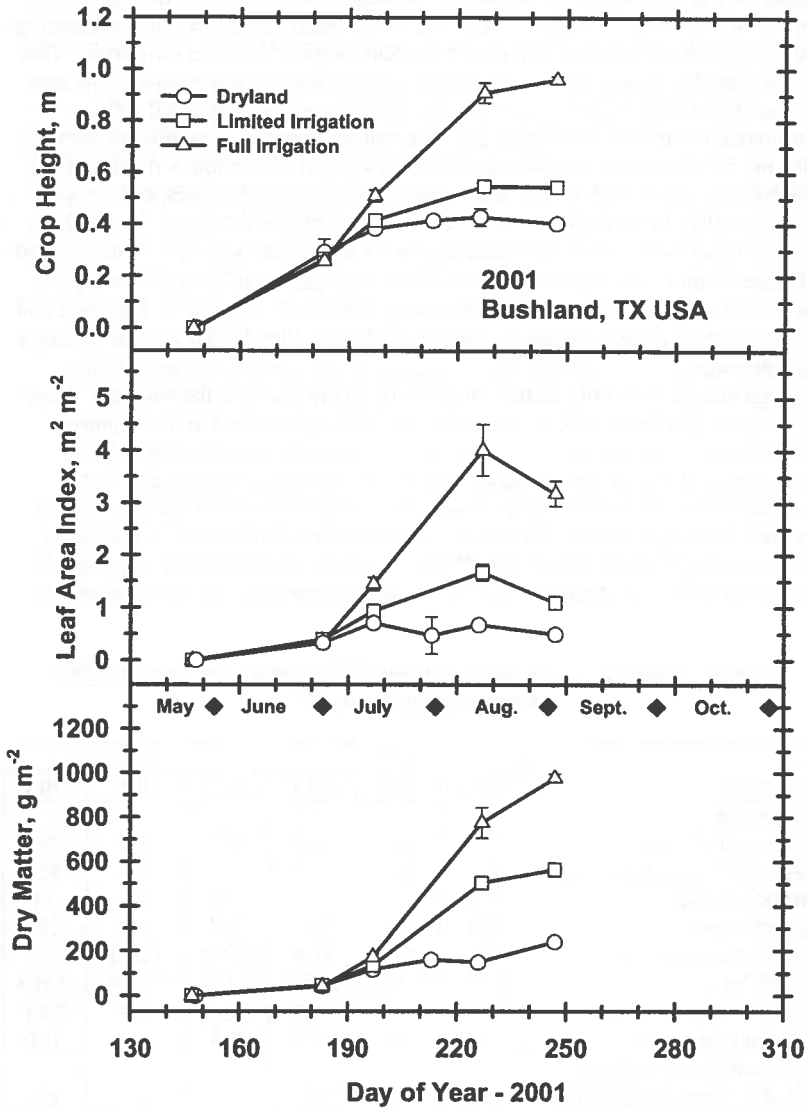 Crop Height, m
1.2
1.0
0.8
0.6
0.4
0.2
0.0
Dryland
Limited Irrigation
Full Irrigation
2001
Bushland, TX USA
Leaf Area Index, m² m⁻²
5
4
3
2
1
0
May ◆ June ◆ July ◆ Aug. ◆ Sept. ◆ Oct. ◆
Dry Matter, g m⁻²
1200
1000
800
600
400
200
0
130 160 190 220 250 280 310
Day of Year - 2001